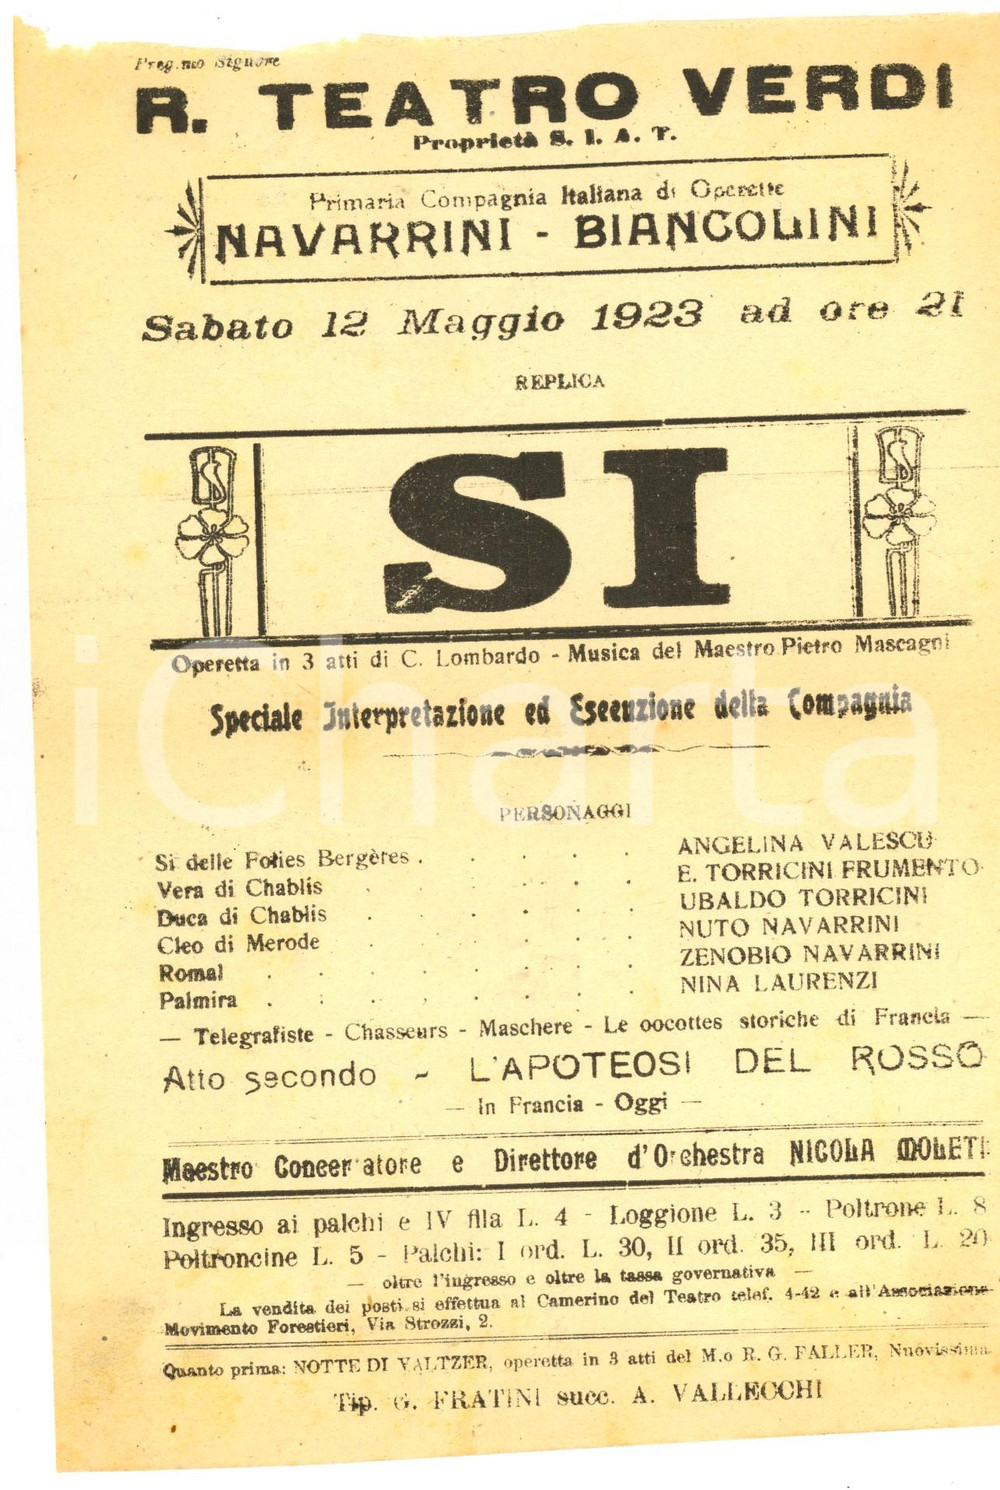 Preg.mo Signore
R. TEATRO VERDI
Proprietà S. I. A. T.
Primaria Compagnia Italiana di Operette
NAVARRINI - BIANCOLINI
Sabato 12 Maggio 1923 ad ore 21
REPLICA
SI
Operetta in 3 atti di C. Lombardo - Musica del Maestro Pietro Mascagni
Speciale Interpretazione ed Esecuzione della Compagnia
iCharta
PERSONAGGI
Si delle Folies Bergères . . . . ANGELINA VALESCU
Vera di Chablis . . . . E. TORRICINI FRUMENTO
Duca di Chablis . . . . UBALDO TORRICINI
Cleo di Merode . . . . NUTO NAVARRINI
Romal . . . . . . ZENOBIO NAVARRINI
Palmira . . . . . . NINA LAURENZI
— Telegrafiste - Chasseurs - Maschere - Le oocottes storiche di Francia —
Atto secondo - L'APOTEOSI DEL ROSSO
— In Francia - Oggi —
Maestro Concertatore e Direttore d'Orchestra NICOLA MOLETI
Ingresso ai palchi e IV fila L. 4 - Loggione L. 3 - Poltrone L. 8
Poltroncine L. 5 - Palchi: I ord. L. 30, II ord. 35, III ord. L. 20
— oltre l'ingresso e oltre la tassa governativa —
La vendita dei posti si effettua al Camerino del Teatro telef. 4-42 e all'Associazione
Movimento Forestieri, Via Strozzi, 2.
Quanto prima: NOTTE DI VALTZER, operetta in 3 atti del M.o R. G. FALLER, Nuovissima
Tip. G. FRATINI succ. A. VALLECCHI